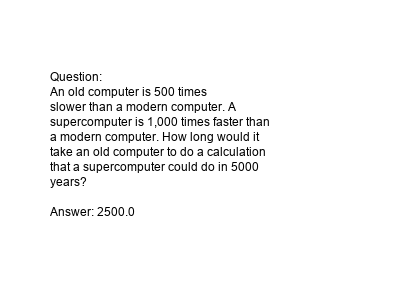 Question:
An old computer is 500 times
slower than a modern computer. A
supercomputer is 1,000 times faster than
a modern computer. How long would it
take an old computer to do a calculation
that a supercomputer could do in 5000
years?
Answer: 2500.0